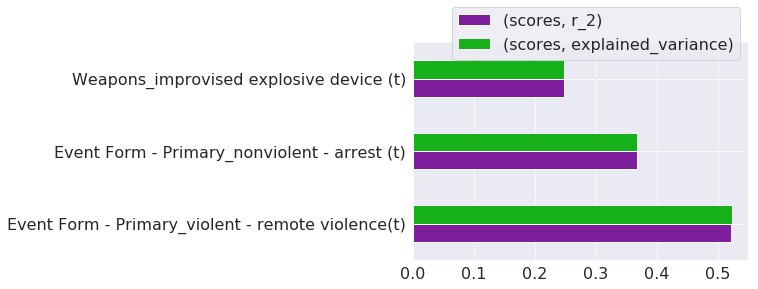 (scores, r_2)
(scores, explained_variance)
Weapons_improvised explosive device (t)
Event Form - Primary_nonviolent - arrest (t)
Event Form - Primary_violent - remote violence(t)
0.0 0.1 0.2 0.3 0.4 0.5